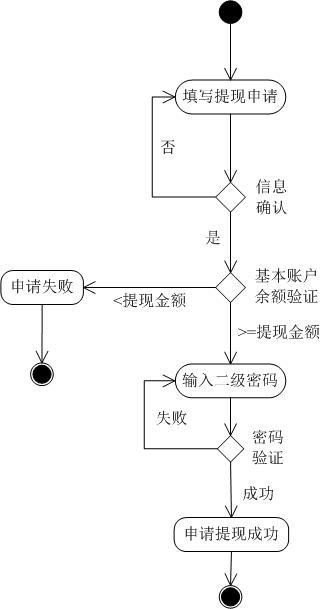 填写提现申请
否
信息
确认
是
基本账户
余额验证
申请失败
<提现金额
>=提现金额
输入二级密码
失败
密码
验证
成功
申请提现成功